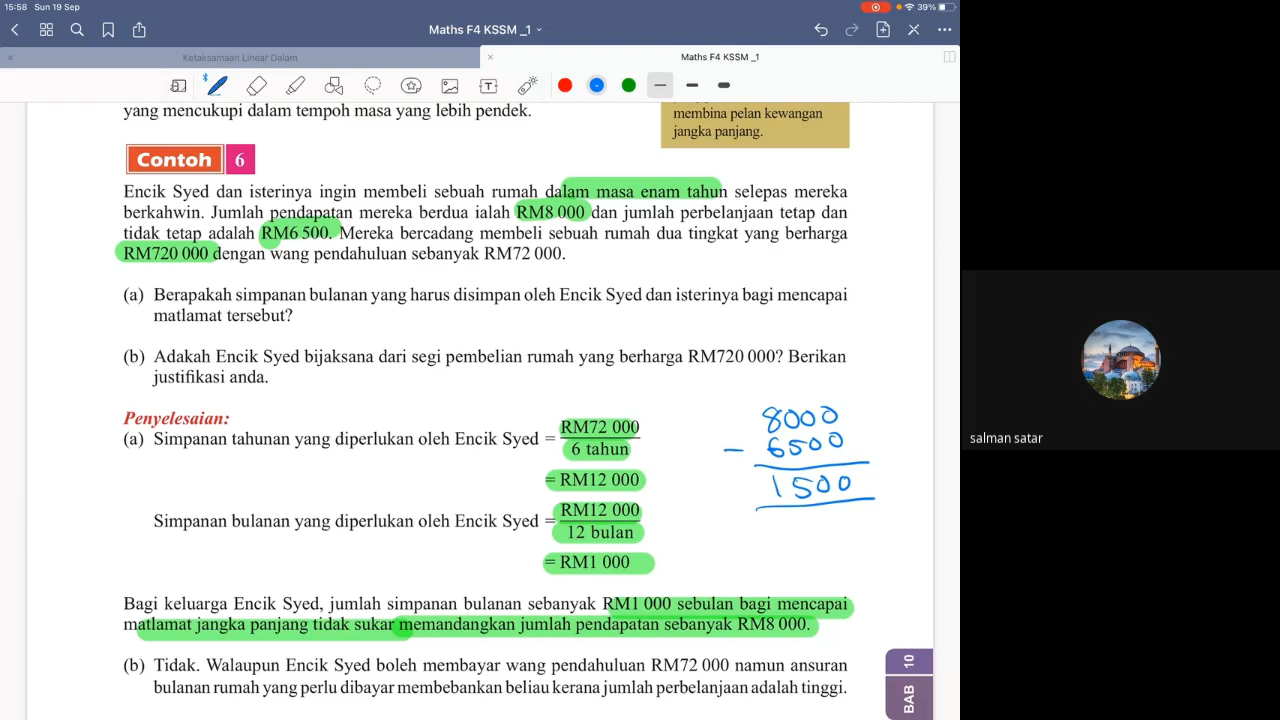 15:58 Sun 19 Sep
39%
Maths F4 KSSM _1
Ketaksamaan Linear Dalam
Maths F4 KSSM _1
yang mencukupi dalam tempoh masa yang lebih pendek.
membina pelan kewangan
jangka panjang.
Contoh 6
Encik Syed dan isterinya ingin membeli sebuah rumah dalam masa enam tahun selepas mereka
berkahwin. Jumlah pendapatan mereka berdua ialah RM8 000 dan jumlah perbelanjaan tetap dan
tidak tetap adalah RM6 500. Mereka bercadang membeli sebuah rumah dua tingkat yang berharga
RM720 000 dengan wang pendahuluan sebanyak RM72 000.
(a) Berapakah simpanan bulanan yang harus disimpan oleh Encik Syed dan isterinya bagi mencapai
matlamat tersebut?
(b) Adakah Encik Syed bijaksana dari segi pembelian rumah yang berharga RM720 000? Berikan
justifikasi anda.
Penyelesaian:
(a) Simpanan tahunan yang diperlukan oleh Encik Syed = RM72 000
6 tahun
= RM12 000
Simpanan bulanan yang diperlukan oleh Encik Syed = RM12 000
12 bulan
= RM1 000
8000
− 6500
1500
Bagi keluarga Encik Syed, jumlah simpanan bulanan sebanyak RM1 000 sebulan bagi mencapai
matlamat jangka panjang tidak sukar memandangkan jumlah pendapatan sebanyak RM8 000.
(b) Tidak. Walaupun Encik Syed boleh membayar wang pendahuluan RM72 000 namun ansuran
bulanan rumah yang perlu dibayar membebankan beliau kerana jumlah perbelanjaan adalah tinggi.
BAB 10
salman satar